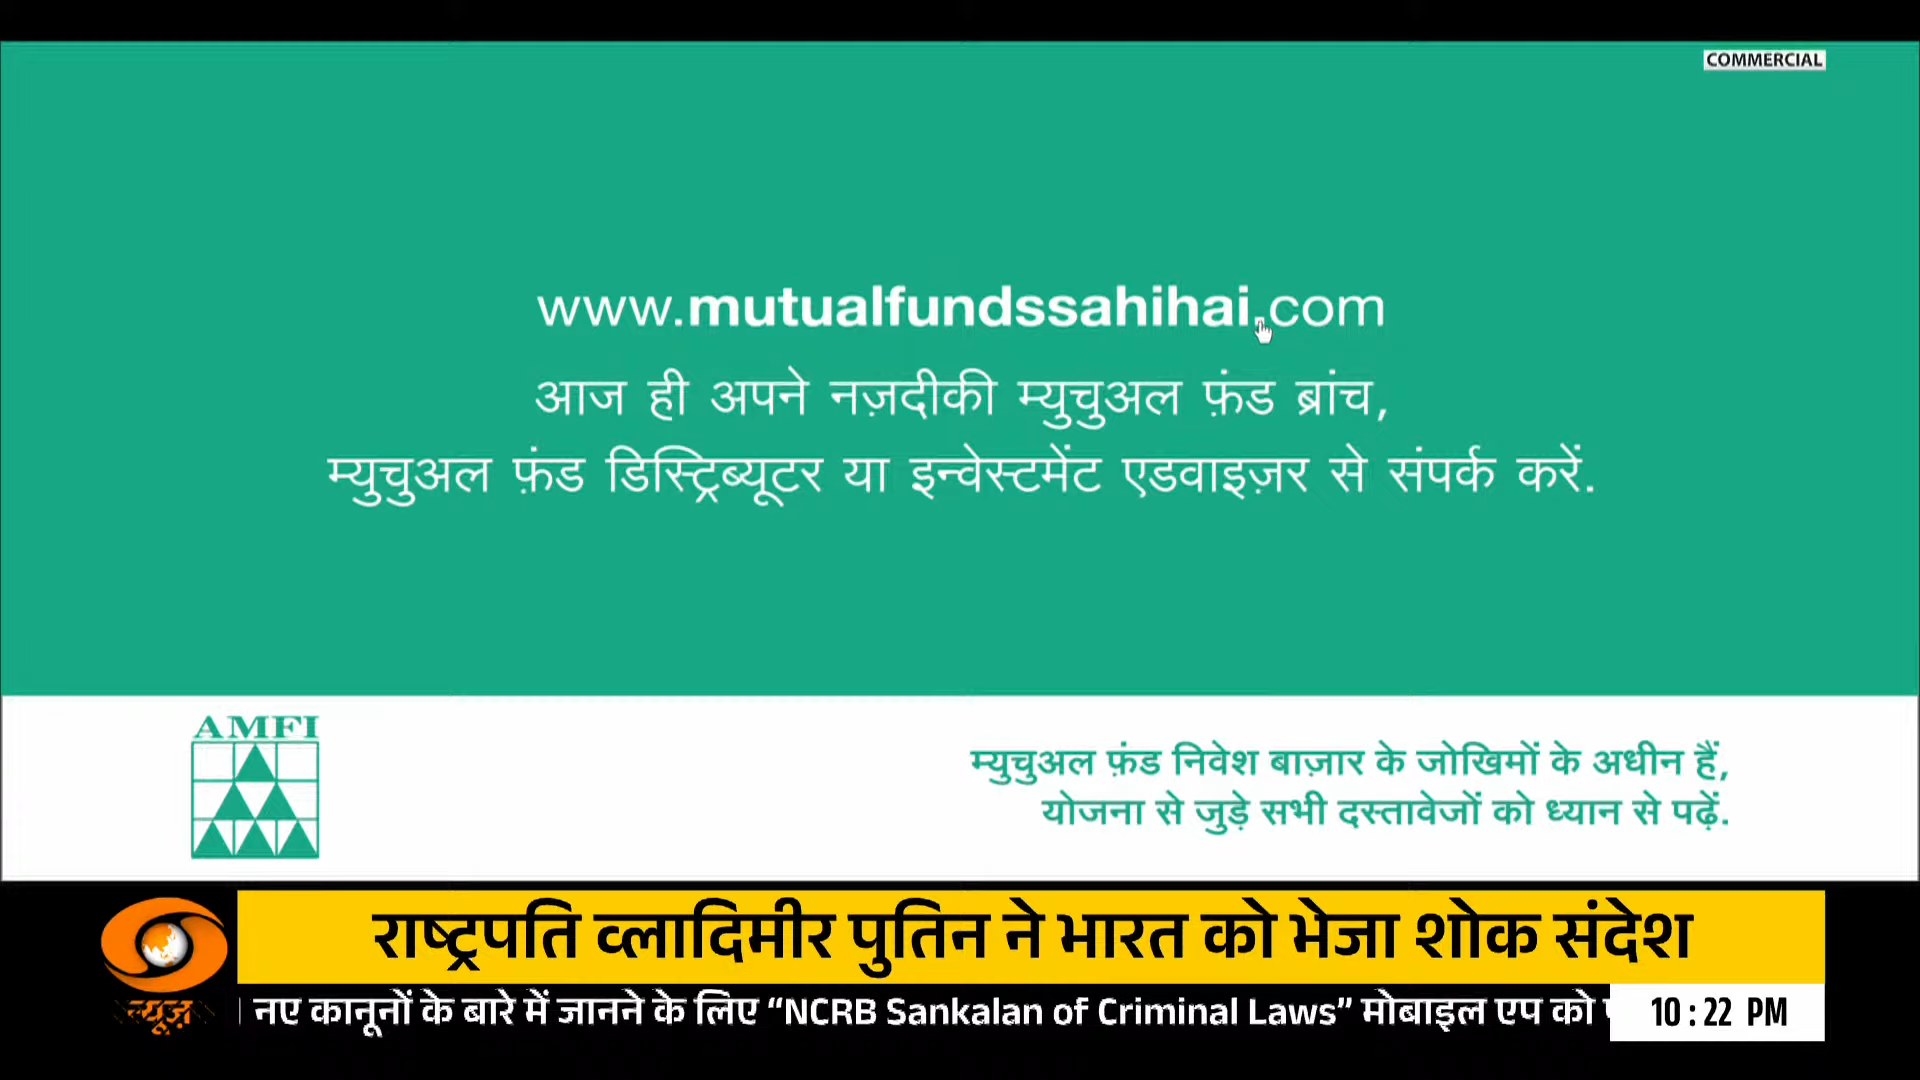 COMMERCIAL
www.mutualfundssahihai.com
आज ही अपने नज़दीकी म्युचुअल फ़ंड ब्रांच,
म्युचुअल फ़ंड डिस्ट्रिब्यूटर या इन्वेस्टमेंट एडवाइज़र से संपर्क करें.
AMFI
म्युचुअल फ़ंड निवेश बाज़ार के जोखिमों के अधीन हैं,
योजना से जुड़े सभी दस्तावेजों को ध्यान से पढ़ें.
राष्ट्रपति व्लादिमीर पुतिन ने भारत को भेजा शोक संदेश
न्यूज़
नए कानूनों के बारे में जानने के लिए “NCRB Sankalan of Criminal Laws” मोबाइल एप को
10:22 PM